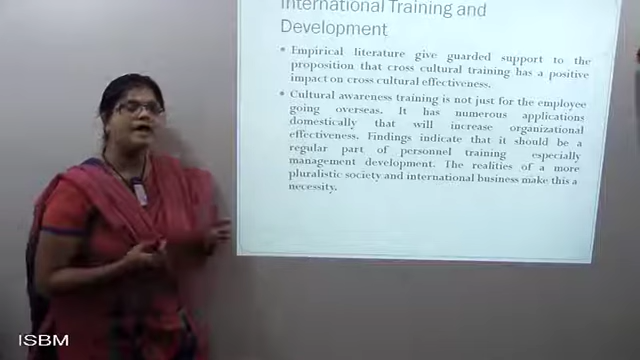 International Training and
Development
• Empirical literature give guarded support to the
proposition that cross cultural training has a positive
impact on cross cultural effectiveness.
• Cultural awareness training is not just for the employee
going overseas. It has numerous applications
domestically that will increase organizational
effectiveness. Findings indicate that it should be a
regular part of personnel training especially
management development. The realities of a more
pluralistic society and international business make this a
necessity.
ISBM